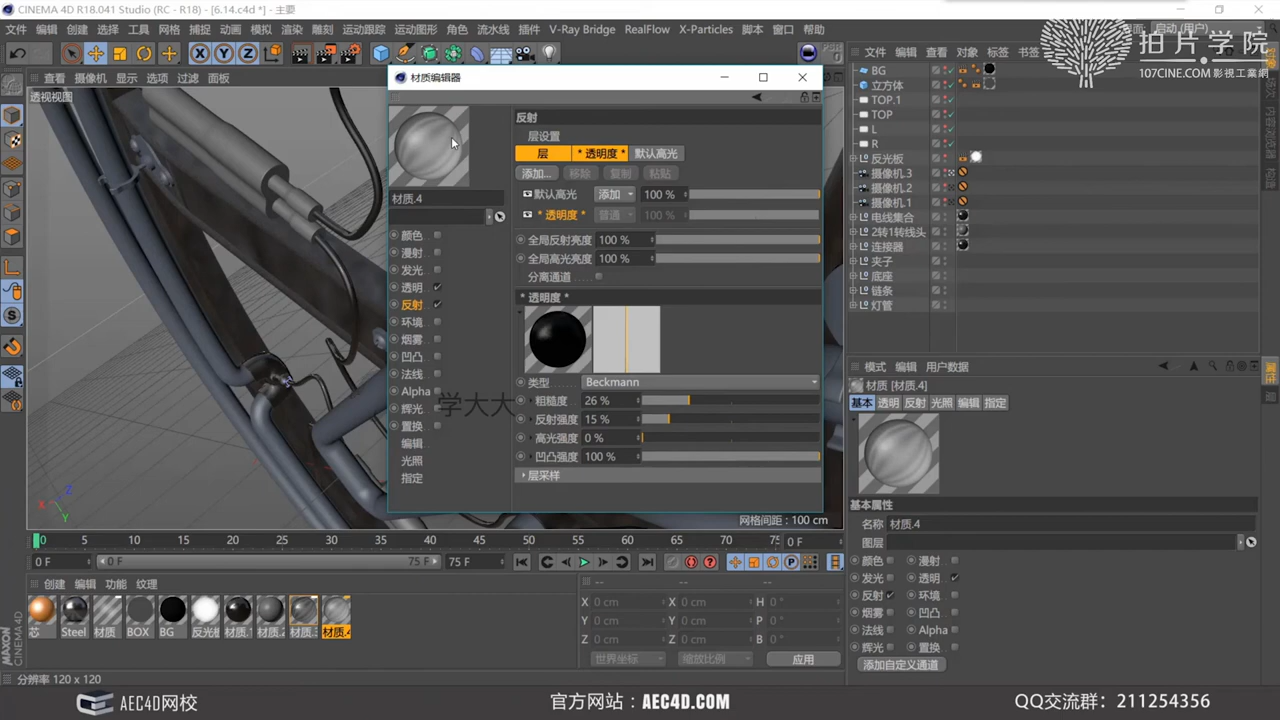 CINEMA 4D R18.041 Studio (RC - R18) - [6.14.c4d *] - 主要
文件 编辑 创建 选择 工具 网格 捕捉 动画 模拟 渲染 雕刻 运动跟踪 运动图形 角色 流水线 插件 V-Ray Bridge RealFlow X-Particles 脚本 窗口 帮助
启动 (用户)
拍片学院
107CINE.COM 影視工業網
查看 摄像机 显示 选项 过滤 面板
透视视图
材质编辑器
材质.4
颜色
漫射
发光
透明
反射
环境
烟雾
凹凸
法线
Alpha
辉光
置换
编辑
光照
指定
反射
层设置
层 * 透明度 * 默认高光
添加... 移除 复制 粘贴
默认高光 添加 100 %
* 透明度 * 普通 100 %
全局反射亮度 100 %
全局高光亮度 100 %
分离通道
* 透明度 *
类型 Beckmann
粗糙度 26 %
反射强度 15 %
高光强度 0 %
凹凸强度 100 %
层采样
学大大
网格间距 : 100 cm
文件 编辑 查看 对象 标签 书签
BG
立方体
TOP.1
TOP
L
R
反光板
摄像机.3
摄像机.2
摄像机.1
电线集合
2转1转线头
连接器
夹子
底座
链条
灯管
模式 编辑 用户数据
材质 [材质.4]
基本 透明 反射 光照 编辑 指定
基本属性
名称 材质.4
图层
颜色 漫射
发光 透明
反射 环境
烟雾 凹凸
法线 Alpha
辉光 置换
添加自定义通道
0 5 10 15 20 25 30 35 40 45 50 55 60 65 70 75 0 F
0 F 0 F 75 F 75 F
创建 编辑 功能 纹理
芯 Steel 材质 BOX BG 反光板 材质.1 材质.2 材质.3 材质.4
-- -- --
X 0 cm X 0 cm H 0 °
Y 0 cm Y 0 cm P 0 °
Z 0 cm Z 0 cm B 0 °
世界坐标 缩放比例 应用
MAXON CINEMA 4D
分辨率 120 x 120
AEC4D网校
官方网站：AEC4D.COM
QQ交流群：211254356